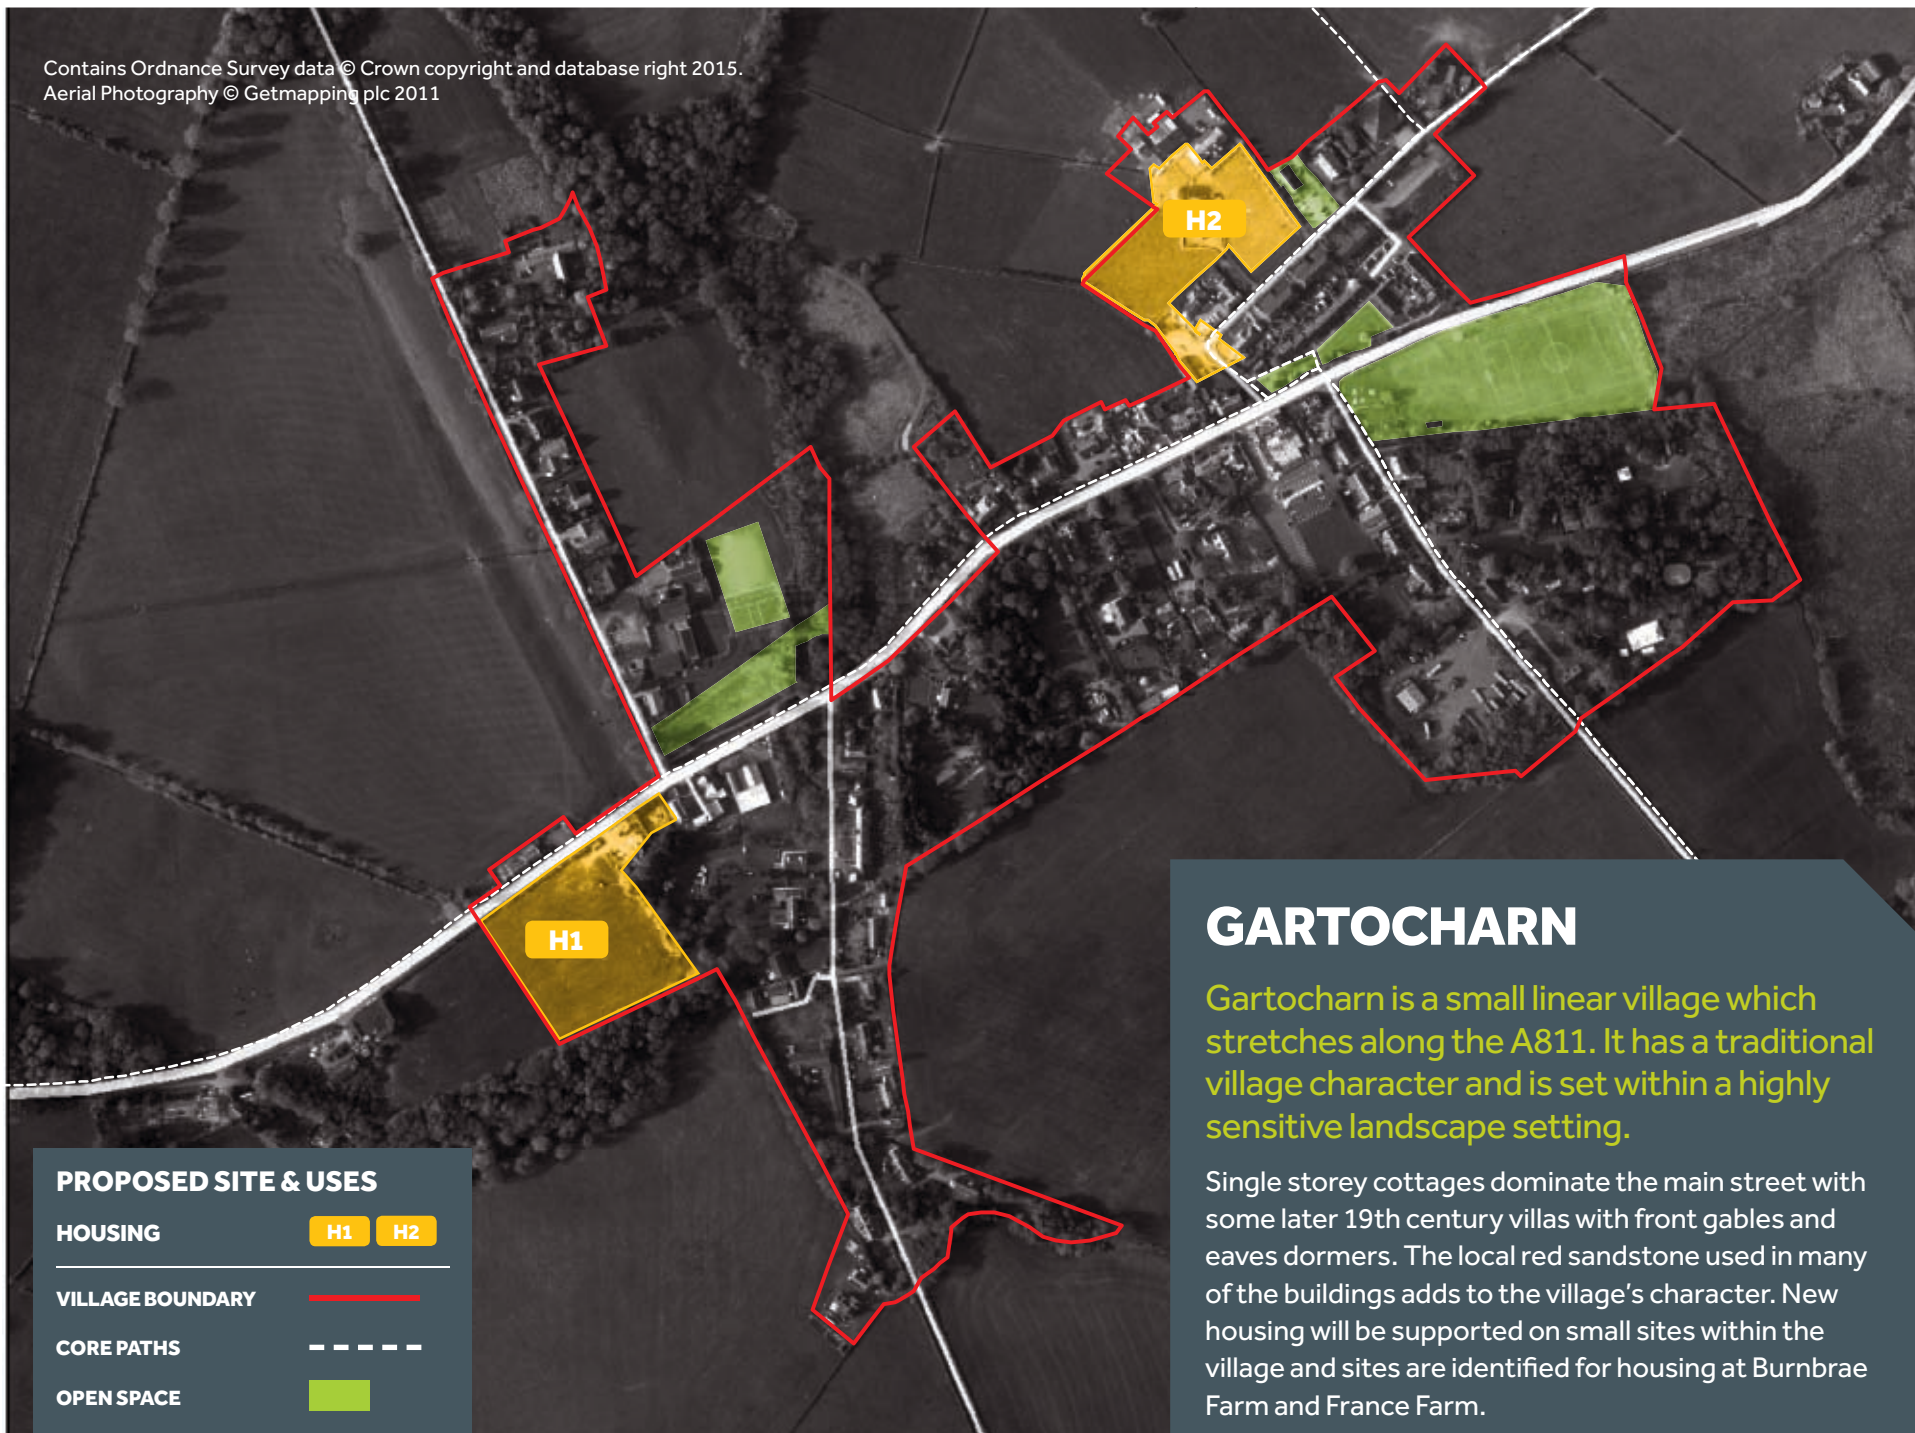 Contains Ordnance Survey data © Crown copyright and database right 2015.
Aerial Photography © Getmapping plc 2011
H2
H1
PROPOSED SITE & USES
HOUSING H1 H2
VILLAGE BOUNDARY
CORE PATHS
OPEN SPACE
GARTOCHARN
Gartocharn is a small linear village which
stretches along the A811. It has a traditional
village character and is set within a highly
sensitive landscape setting.
Single storey cottages dominate the main street with
some later 19th century villas with front gables and
eaves dormers. The local red sandstone used in many
of the buildings adds to the village’s character. New
housing will be supported on small sites within the
village and sites are identified for housing at Burnbrae
Farm and France Farm.